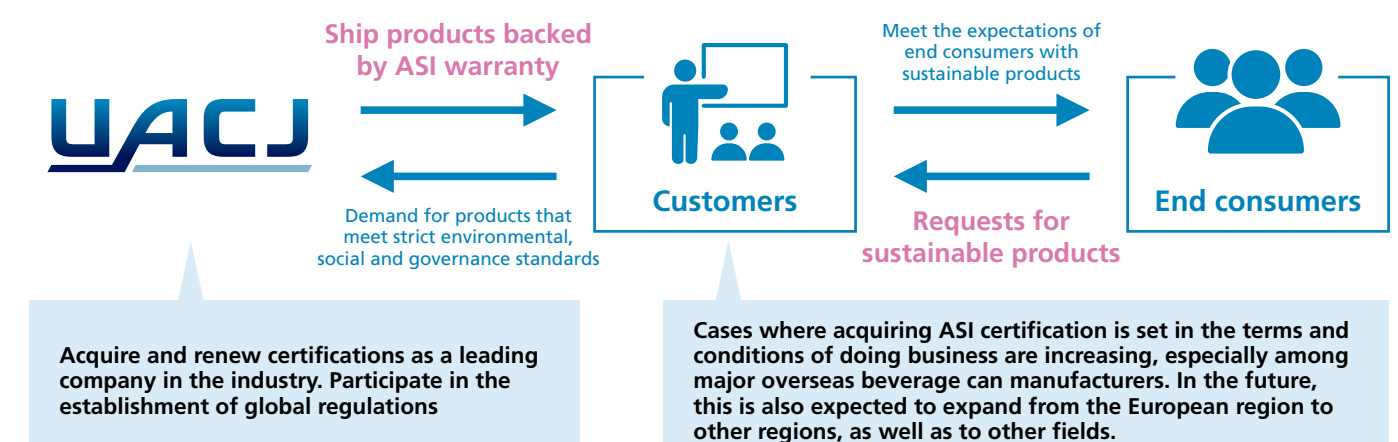 Ship products backed
by ASI warranty
Meet the expectations of
end consumers with
sustainable products
UACJ
Customers
End consumers
Demand for products that
meet strict environmental,
social and governance standards
Requests for
sustainable products
Acquire and renew certifications as a leading
company in the industry. Participate in the
establishment of global regulations
Cases where acquiring ASI certification is set in the terms and
conditions of doing business are increasing, especially among
major overseas beverage can manufacturers. In the future,
this is also expected to expand from the European region to
other regions, as well as to other fields.